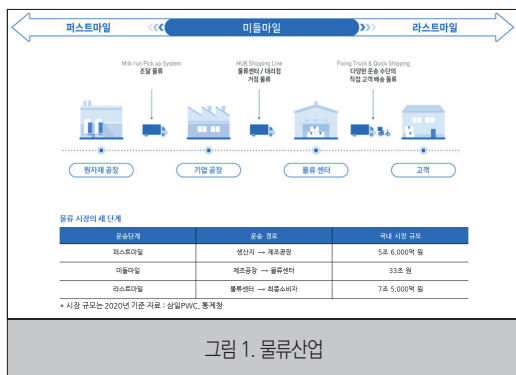 퍼스트마일 미들마일 라스트마일
Milk run Pick up System
조달 물류
HUB Shipping Line
물류센터 / 대리점
거점 물류
Fixing Truck & Quick Shipping
다양한 운송 수단의
직접 고객 배송 물류
원자재 공장 기업 공장 물류 센터 고객
물류 시장의 세 단계
운송단계 운송 경로 국내 시장 규모
퍼스트마일 생산지 → 제조공장 5조 6,000억 원
미들마일 제조공장 → 물류센터 33조 원
라스트마일 물류센터 → 최종소비자 7조 5,000억 원
* 시장 규모는 2020년 기준 자료 : 삼일PWC, 통계청
그림 1. 물류산업